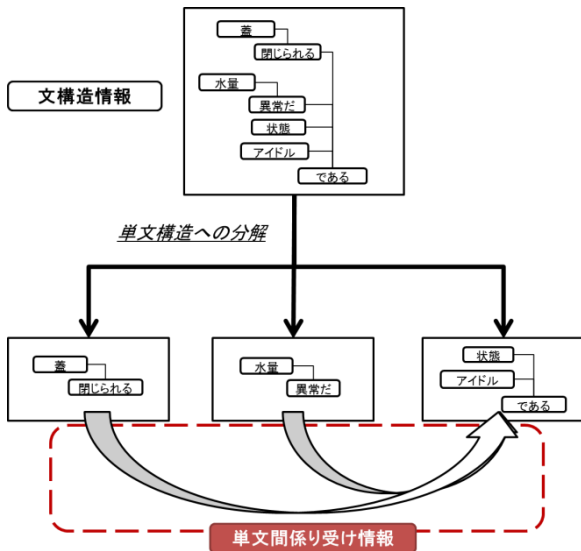 蓋
閉じられる
水量
文構造情報
異常だ
状態
アイドル
である
単文構造への分解
蓋
閉じられる
水量
異常だ
状態
アイドル
である
単文間係り受け情報